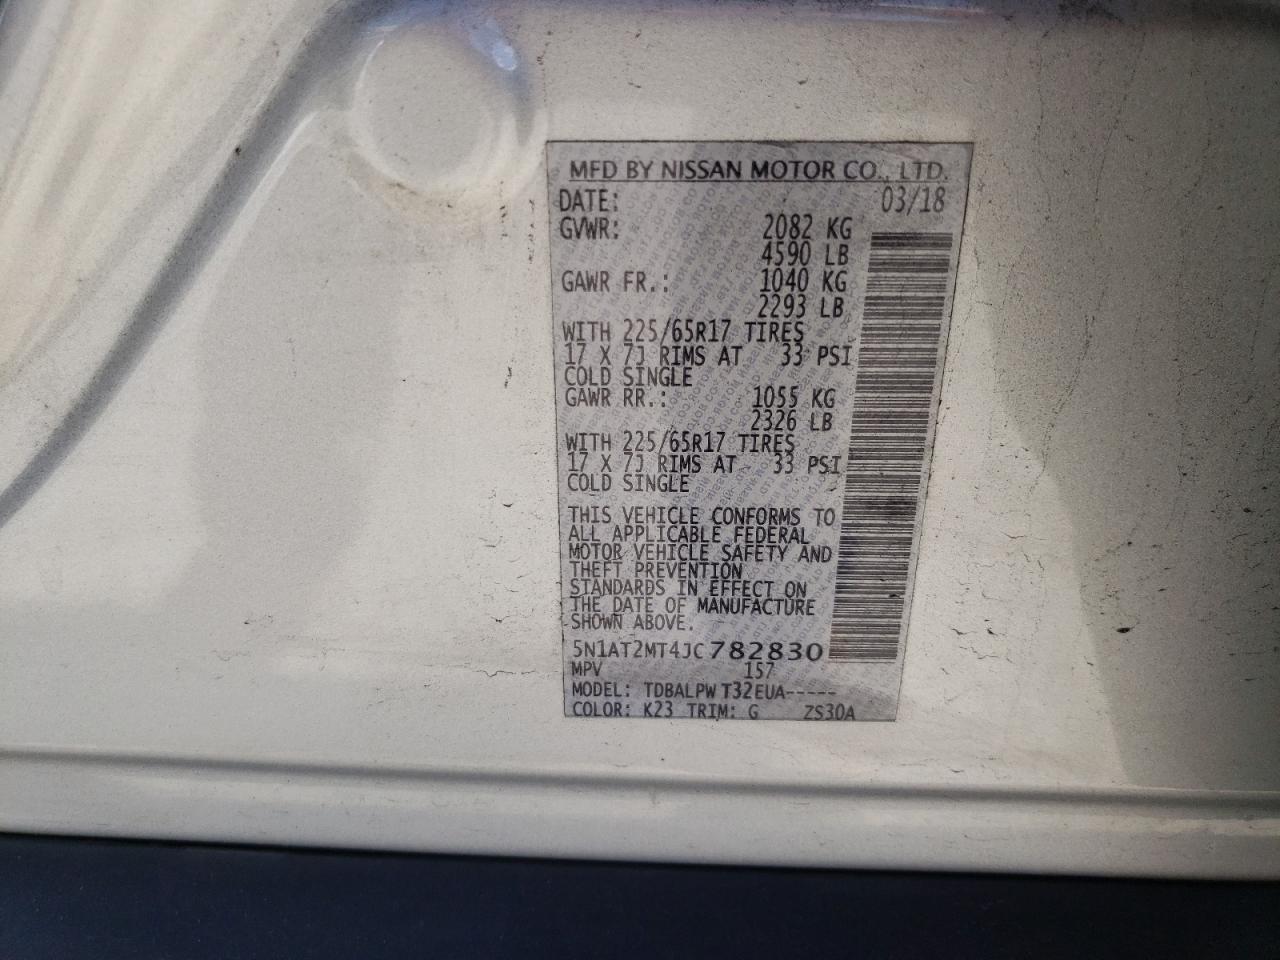 MFD BY NISSAN MOTOR CO., LTD.
DATE: 03/18
GVWR: 2082 KG
4590 LB
GAWR FR.: 1040 KG
2293 LB
WITH 225/65R17 TIRES
17 X 7J RIMS AT 33 PSI
COLD SINGLE
GAWR RR.: 1055 KG
2326 LB
WITH 225/65R17 TIRES
17 X 7J RIMS AT 33 PSI
COLD SINGLE
THIS VEHICLE CONFORMS TO
ALL APPLICABLE FEDERAL
MOTOR VEHICLE SAFETY AND
THEFT PREVENTION
STANDARDS IN EFFECT ON
THE DATE OF MANUFACTURE
SHOWN ABOVE.
5N1AT2MT4JC782830
MPV 157
MODEL: TDBALPW T32EUA-----
COLOR: K23 TRIM: G ZS30A